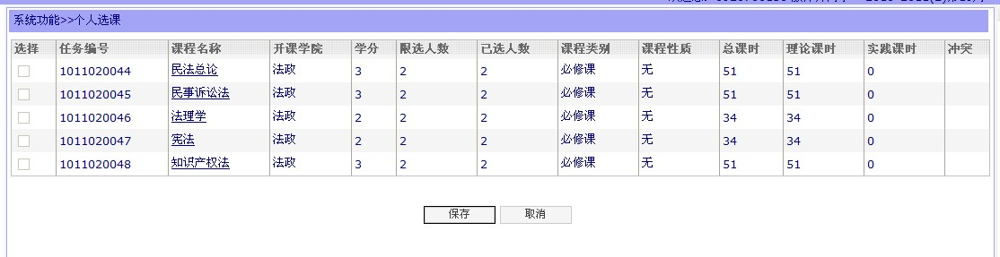 系统功能>>个人选课
选择 任务编号 课程名称 开课学院 学分 限选人数 已选人数 课程类别 课程性质 总课时 理论课时 实践课时 冲突
1011020044 民法总论 法政 3 2 2 必修课 无 51 51 0
1011020045 民事诉讼法 法政 3 2 2 必修课 无 51 51 0
1011020046 法理学 法政 2 2 2 必修课 无 34 34 0
1011020047 宪法 法政 2 2 2 必修课 无 34 34 0
1011020048 知识产权法 法政 3 2 2 必修课 无 51 51 0
保存 取消